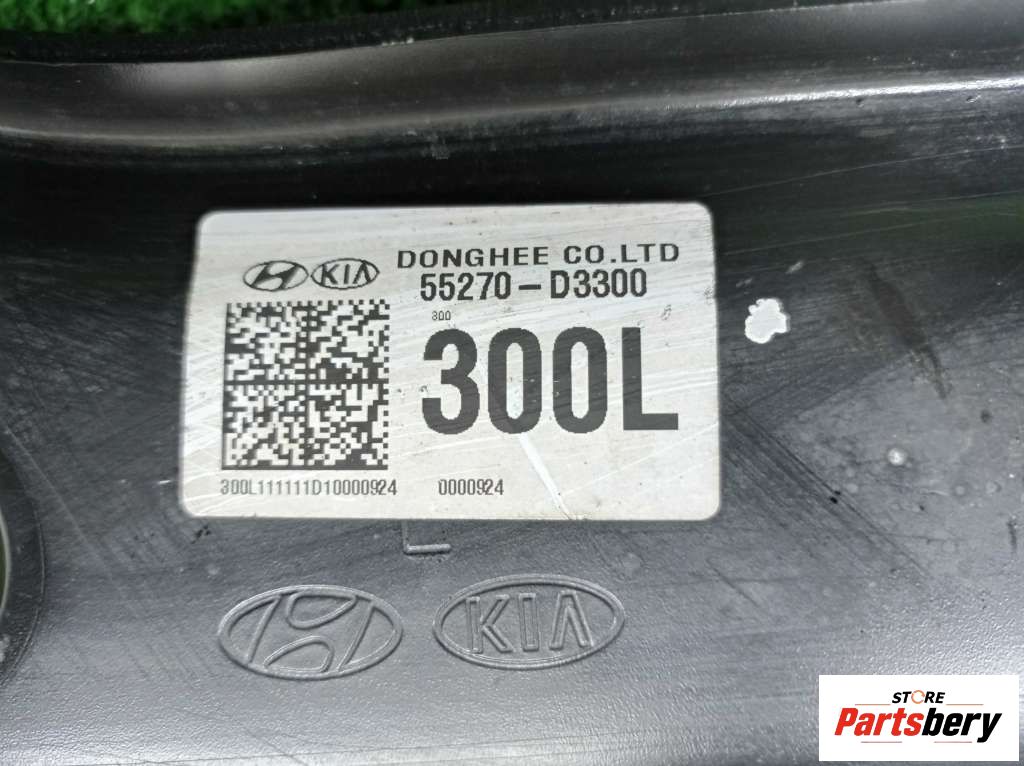 DONGHEE CO.LTD
KIA 55270-D3300
300
300L
300L111111D10000924 0000924
L
KIA
STORE
Partsbery